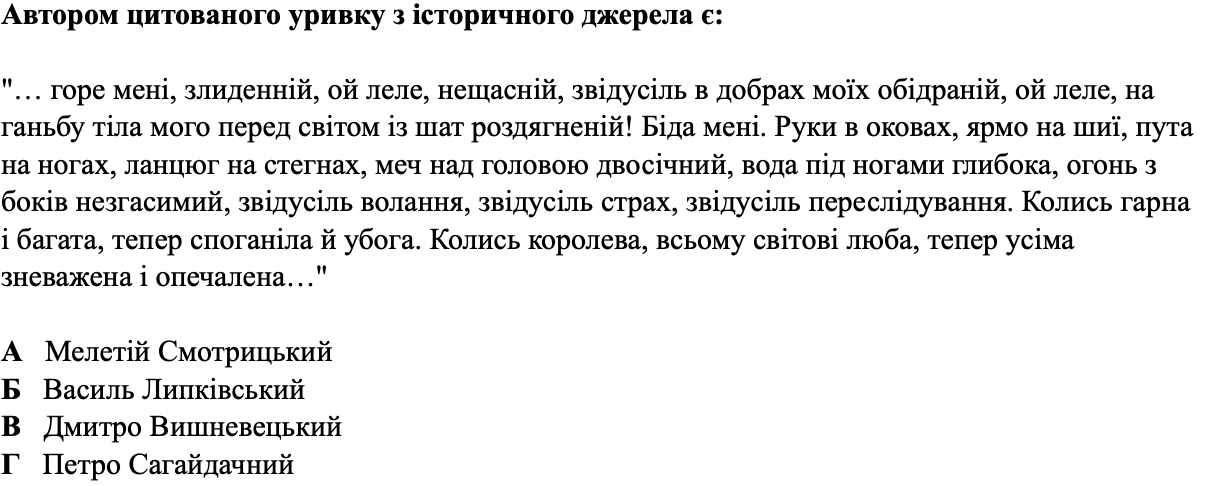 Автором цитованого уривку з історичного джерела є:
"… горе мені, злиденній, ой леле, нещасній, звідусіль в добрах моїх обідраній, ой леле, на
ганьбу тіла мого перед світом із шат роздягненій! Біда мені. Руки в оковах, ярмо на шиї, пута
на ногах, ланцюг на стегнах, меч над головою двосічний, вода під ногами глибока, огонь з
боків незгасимий, звідусіль волання, звідусіль страх, звідусіль переслідування. Колись гарна
і багата, тепер споганіла й убога. Колись королева, всьому світові люба, тепер усіма
зневажена і опечалена…"
А Мелетій Смотрицький
Б Василь Липківський
В Дмитро Вишневецький
Г Петро Сагайдачний